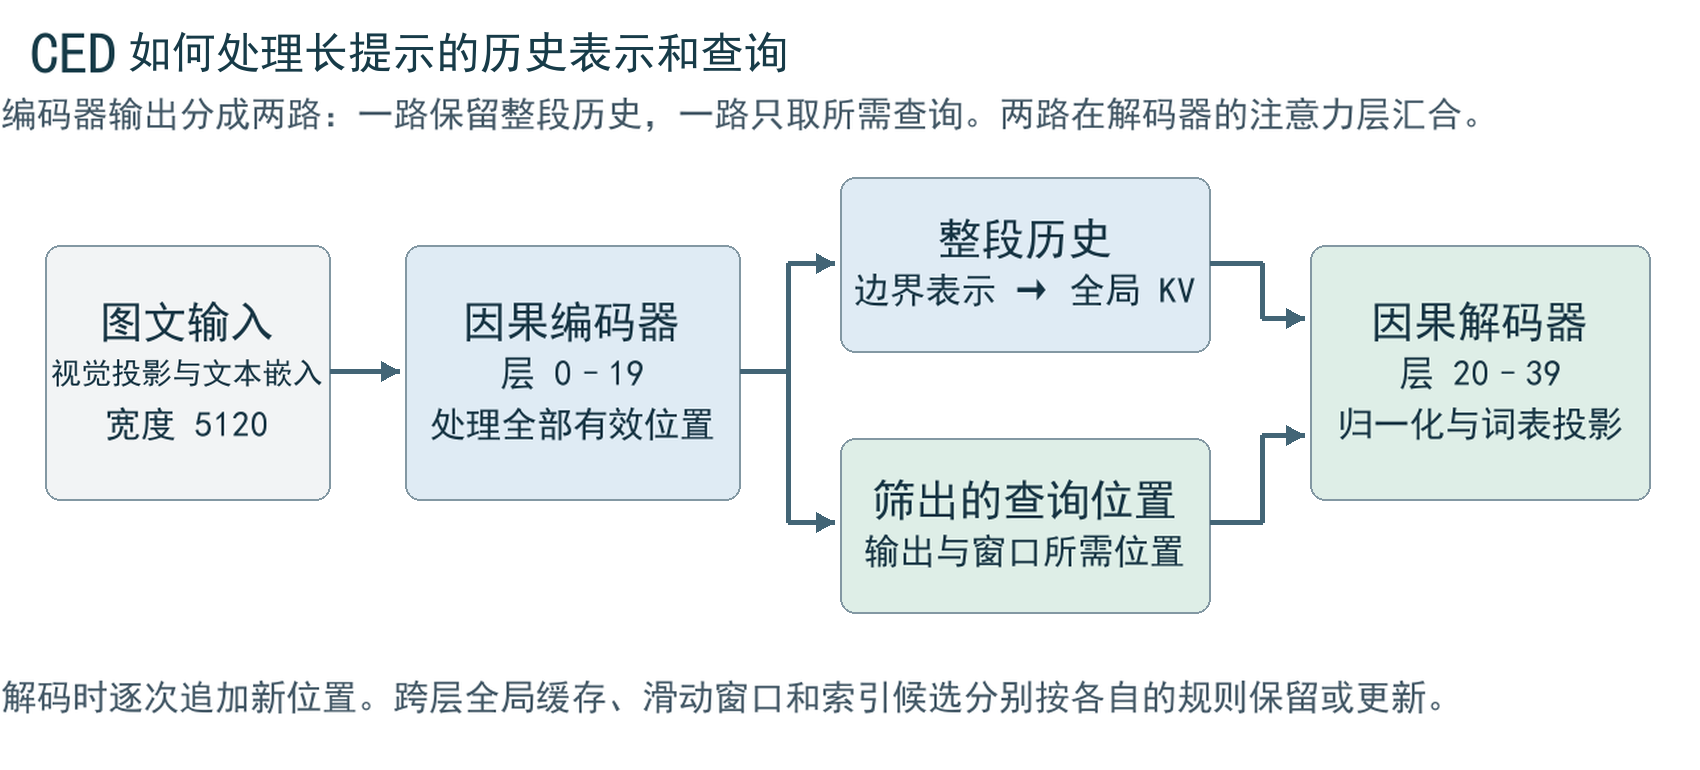 CED 如何处理长提示的历史表示和查询
编码器输出分成两路：一路保留整段历史，一路只取所需查询。两路在解码器的注意力层汇合。
图文输入
视觉投影与文本嵌入
宽度 5120
因果编码器
层 0–19
处理全部有效位置
整段历史
边界表示 → 全局 KV
筛出的查询位置
输出与窗口所需位置
因果解码器
层 20–39
归一化与词表投影
解码时逐次追加新位置。跨层全局缓存、滑动窗口和索引候选分别按各自的规则保留或更新。